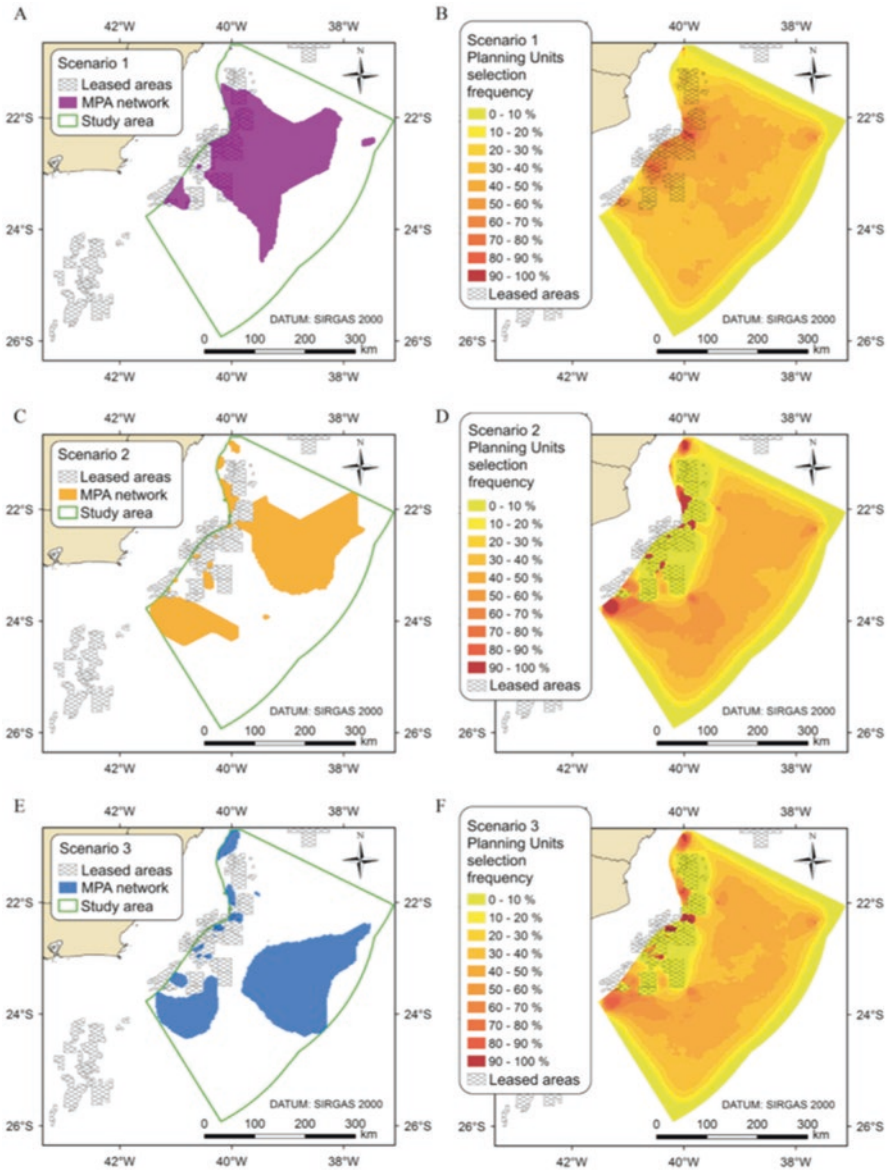 A
Scenario 1
Leased areas
MPA network
Study area
N
22°S
24°S
26°S
DATUM: SIRGAS 2000
0 100 200 300
km
42°W 40°W 38°W
B
Scenario 1
Planning Units
selection
frequency
0 - 10 %
10 - 20 %
20 - 30 %
30 - 40 %
40 - 50 %
50 - 60 %
60 - 70 %
70 - 80 %
80 - 90 %
90 - 100 %
Leased areas
N
DATUM: SIRGAS 2000
0 100 200 300
km
42°W 40°W 38°W
C
42°W 40°W 38°W
Scenario 2
Leased areas
MPA network
Study area
N
22°S
24°S
26°S
DATUM: SIRGAS 2000
0 100 200 300
km
D
40°W 38°W
Scenario 2
Planning Units
selection
frequency
0 - 10 %
10 - 20 %
20 - 30 %
30 - 40 %
40 - 50 %
50 - 60 %
60 - 70 %
70 - 80 %
80 - 90 %
90 - 100 %
Leased areas
N
DATUM: SIRGAS 2000
0 100 200 300
km
42°W 40°W 38°W
E
42°W 40°W 38°W
Scenario 3
Leased areas
MPA network
Study area
N
22°S
24°S
26°S
DATUM: SIRGAS 2000
0 100 200 300
km
42°W 40°W 38°W
F
40°W 38°W
Scenario 3
Planning Units
selection
frequency
0 - 10 %
10 - 20 %
20 - 30 %
30 - 40 %
40 - 50 %
50 - 60 %
60 - 70 %
70 - 80 %
80 - 90 %
90 - 100 %
Leased areas
N
DATUM: SIRGAS 2000
0 100 200 300
km
42°W 40°W 38°W